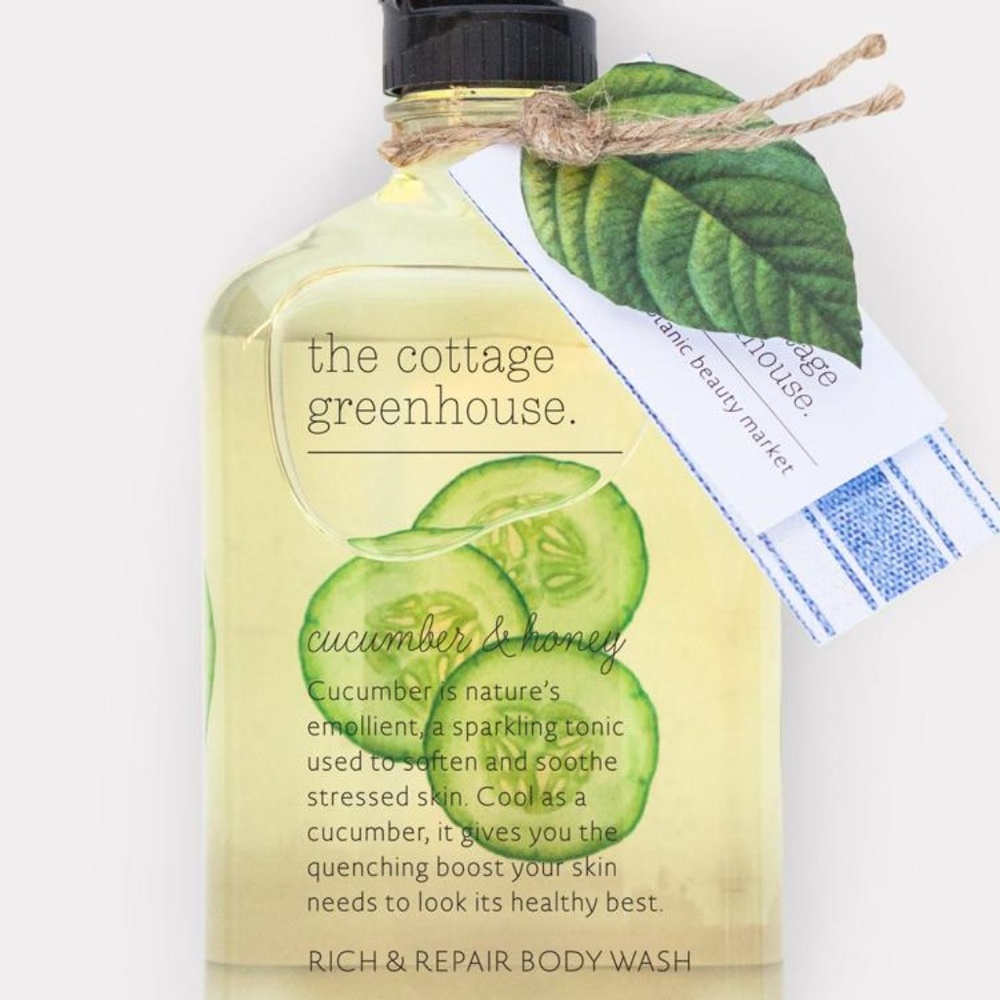 the cottage
greenhouse.
cucumber & honey
Cucumber is nature's
emollient, a sparkling tonic
used to soften and soothe
stressed skin. Cool as a
cucumber, it gives you the
quenching boost your skin
needs to look its healthy best.
RICH & REPAIR BODY WASH
beauty market